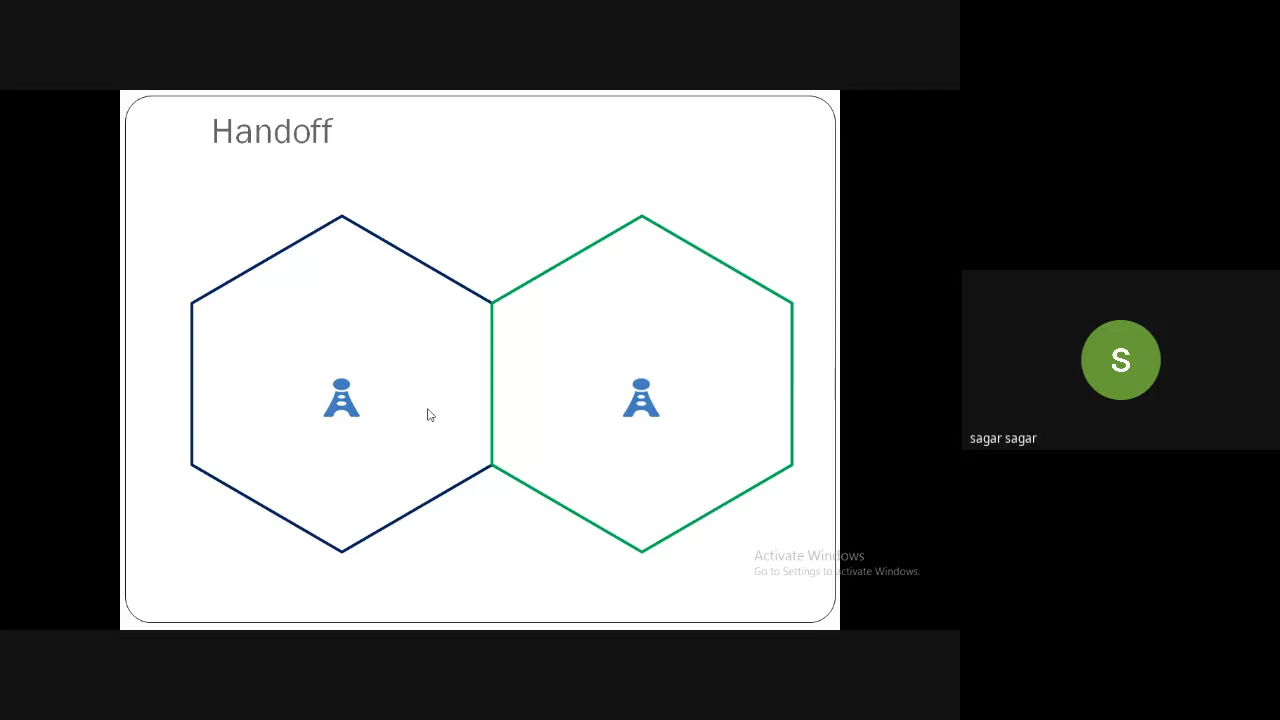 Handoff
S
sagar sagar
Activate Windows
Go to Settings to activate Windows.